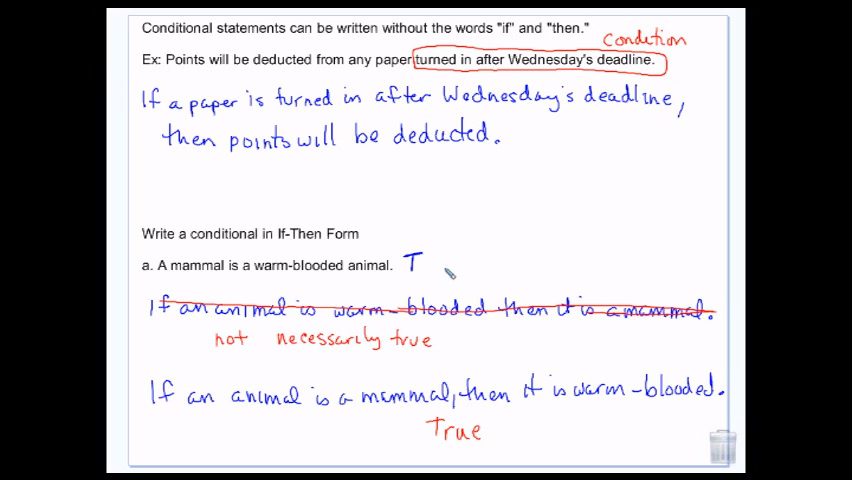 Conditional statements can be written without the words "if" and "then."
Condition
Ex: Points will be deducted from any paper turned in after Wednesday's deadline.
If a paper is turned in after Wednesday's deadline,
then points will be deducted.
Write a conditional in If-Then Form
a. A mammal is a warm-blooded animal. T
If an animal is warm-blooded then it is a mammal.
not necessarily true
If an animal is a mammal, then it is warm-blooded.
True